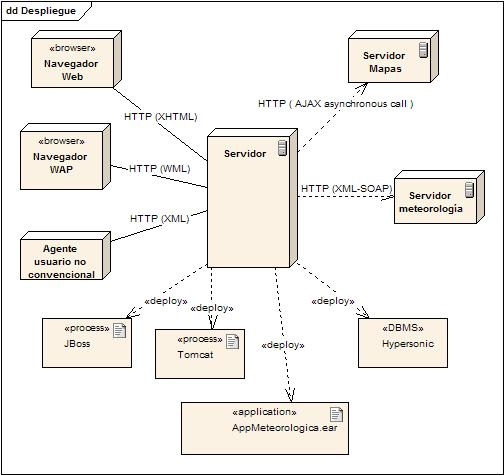 dd Despliegue
«browser»
Navegador
Web
Servidor
Mapas
HTTP ( AJAX asynchronous call )
HTTP (XHTML)
«browser»
Navegador
WAP
Servidor
HTTP (WML)
HTTP (XML-SOAP)
Servidor
meteorología
HTTP (XML)
Agente
usuario no
convencional
«deploy»
«deploy»
«deploy»
«deploy»
«process»
JBoss
«process»
Tomcat
«DBMS»
Hypersonic
«application»
AppMeteorologica.ear